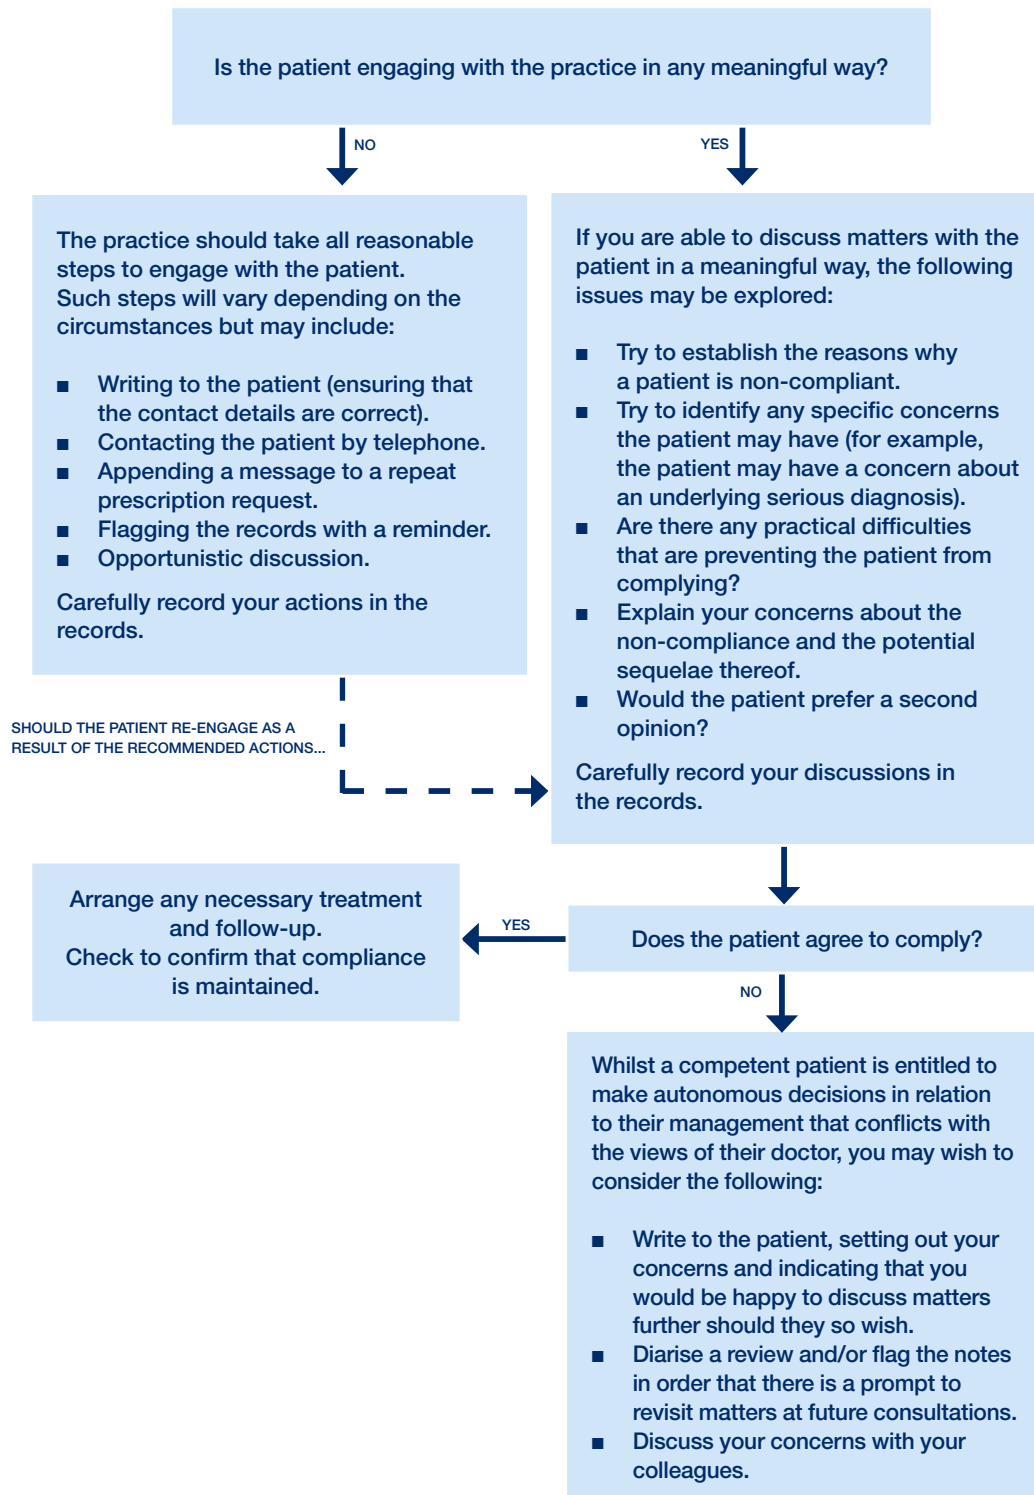 Is the patient engaging with the practice in any meaningful way?
NO
YES
The practice should take all reasonable
steps to engage with the patient.
Such steps will vary depending on the
circumstances but may include:
■ Writing to the patient (ensuring that
the contact details are correct).
■ Contacting the patient by telephone.
■ Appending a message to a repeat
prescription request.
■ Flagging the records with a reminder.
■ Opportunistic discussion.
Carefully record your actions in the
records.
If you are able to discuss matters with the
patient in a meaningful way, the following
issues may be explored:
■ Try to establish the reasons why
a patient is non-compliant.
■ Try to identify any specific concerns
the patient may have (for example,
the patient may have a concern about
an underlying serious diagnosis).
■ Are there any practical difficulties
that are preventing the patient from
complying?
■ Explain your concerns about the
non-compliance and the potential
sequelae thereof.
■ Would the patient prefer a second
opinion?
Carefully record your discussions in
the records.
SHOULD THE PATIENT RE-ENGAGE AS A
RESULT OF THE RECOMMENDED ACTIONS...
Does the patient agree to comply?
YES
Arrange any necessary treatment
and follow-up.
Check to confirm that compliance
is maintained.
NO
Whilst a competent patient is entitled to
make autonomous decisions in relation
to their management that conflicts with
the views of their doctor, you may wish to
consider the following:
■ Write to the patient, setting out your
concerns and indicating that you
would be happy to discuss matters
further should they so wish.
■ Diarise a review and/or flag the notes
in order that there is a prompt to
revisit matters at future consultations.
■ Discuss your concerns with your
colleagues.